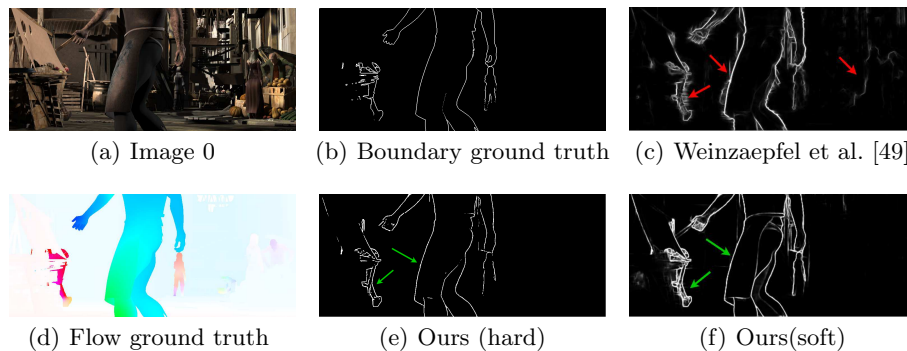 (a) Image 0
(b) Boundary ground truth
(c) Weinzaepfel et al. [49]
(d) Flow ground truth
(e) Ours (hard)
(f) Ours(soft)